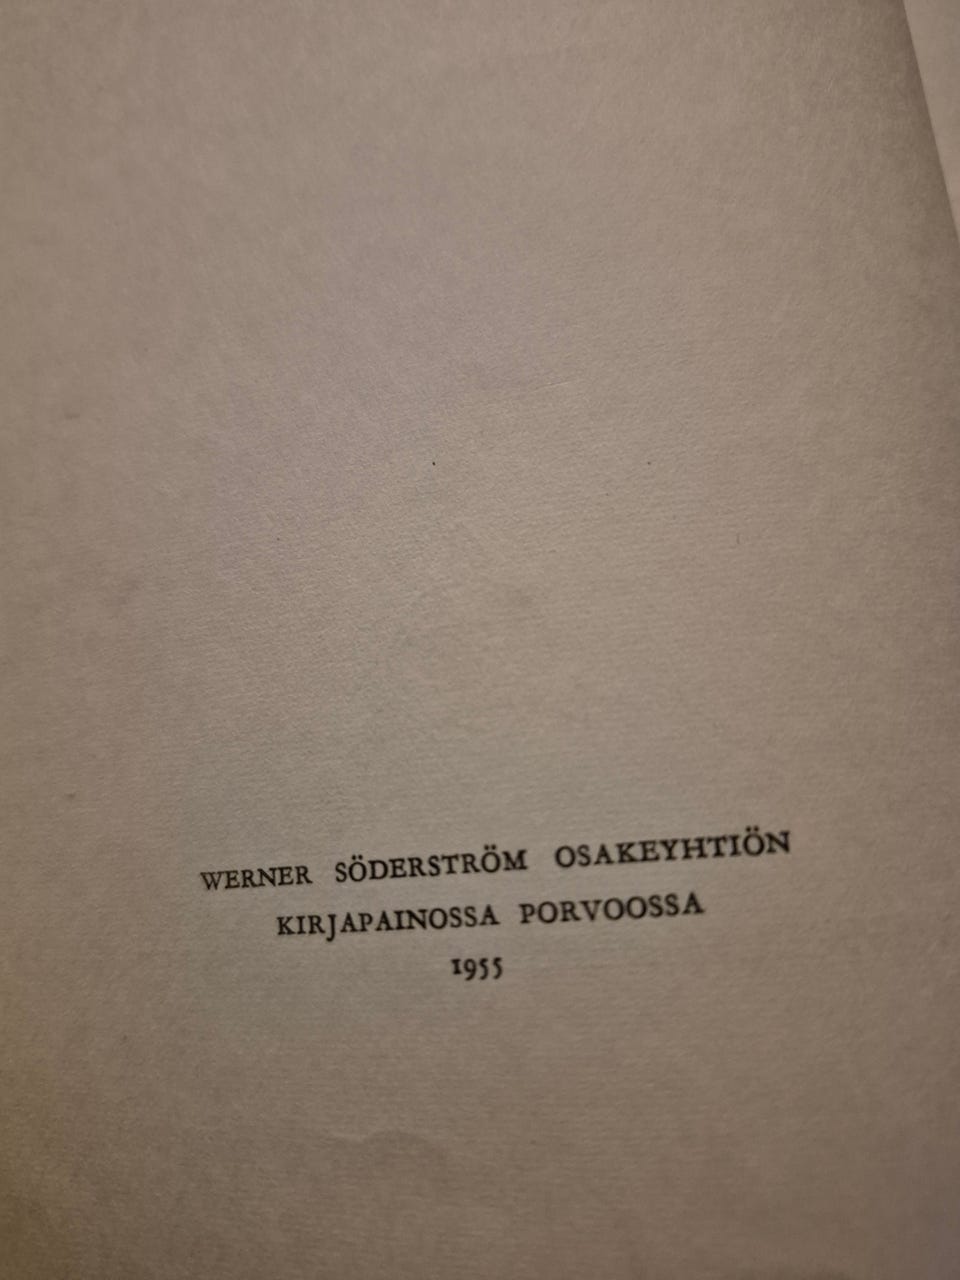 WERNER SÖDERSTRÖM OSAKEYHTIÖN
KIRJAPAINOSSA PORVOOSSA
1955